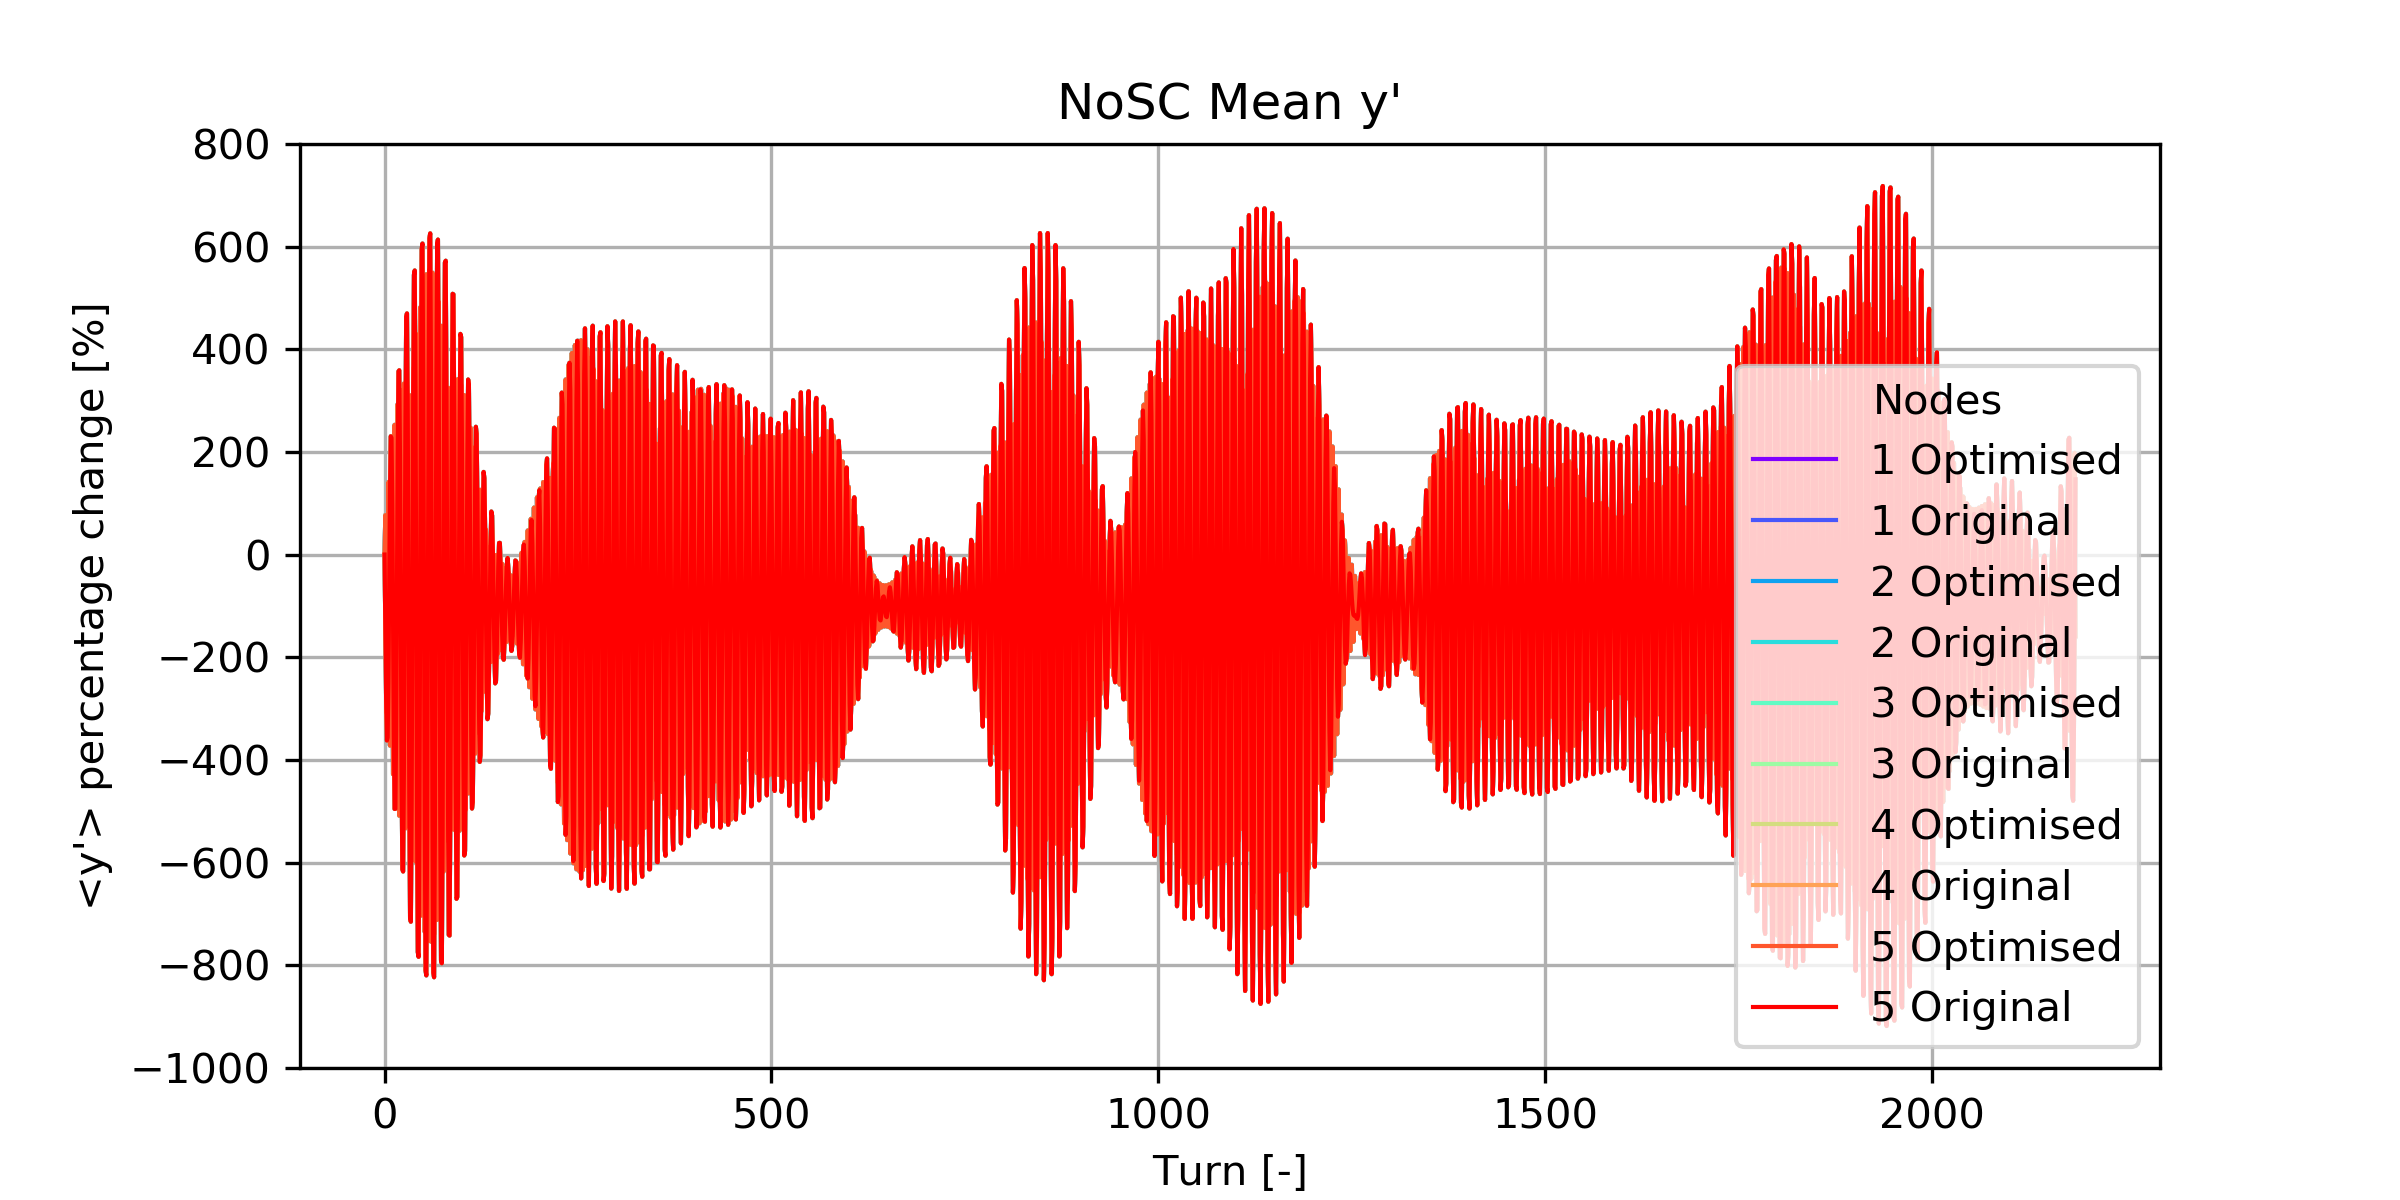 NoSC Mean y'
<y'> percentage change [%]
800
600
400
200
0
−200
−400
−600
−800
−1000
0
500
1000
1500
2000
Turn [-]
Nodes
1 Optimised
1 Original
2 Optimised
2 Original
3 Optimised
3 Original
4 Optimised
4 Original
5 Optimised
5 Original